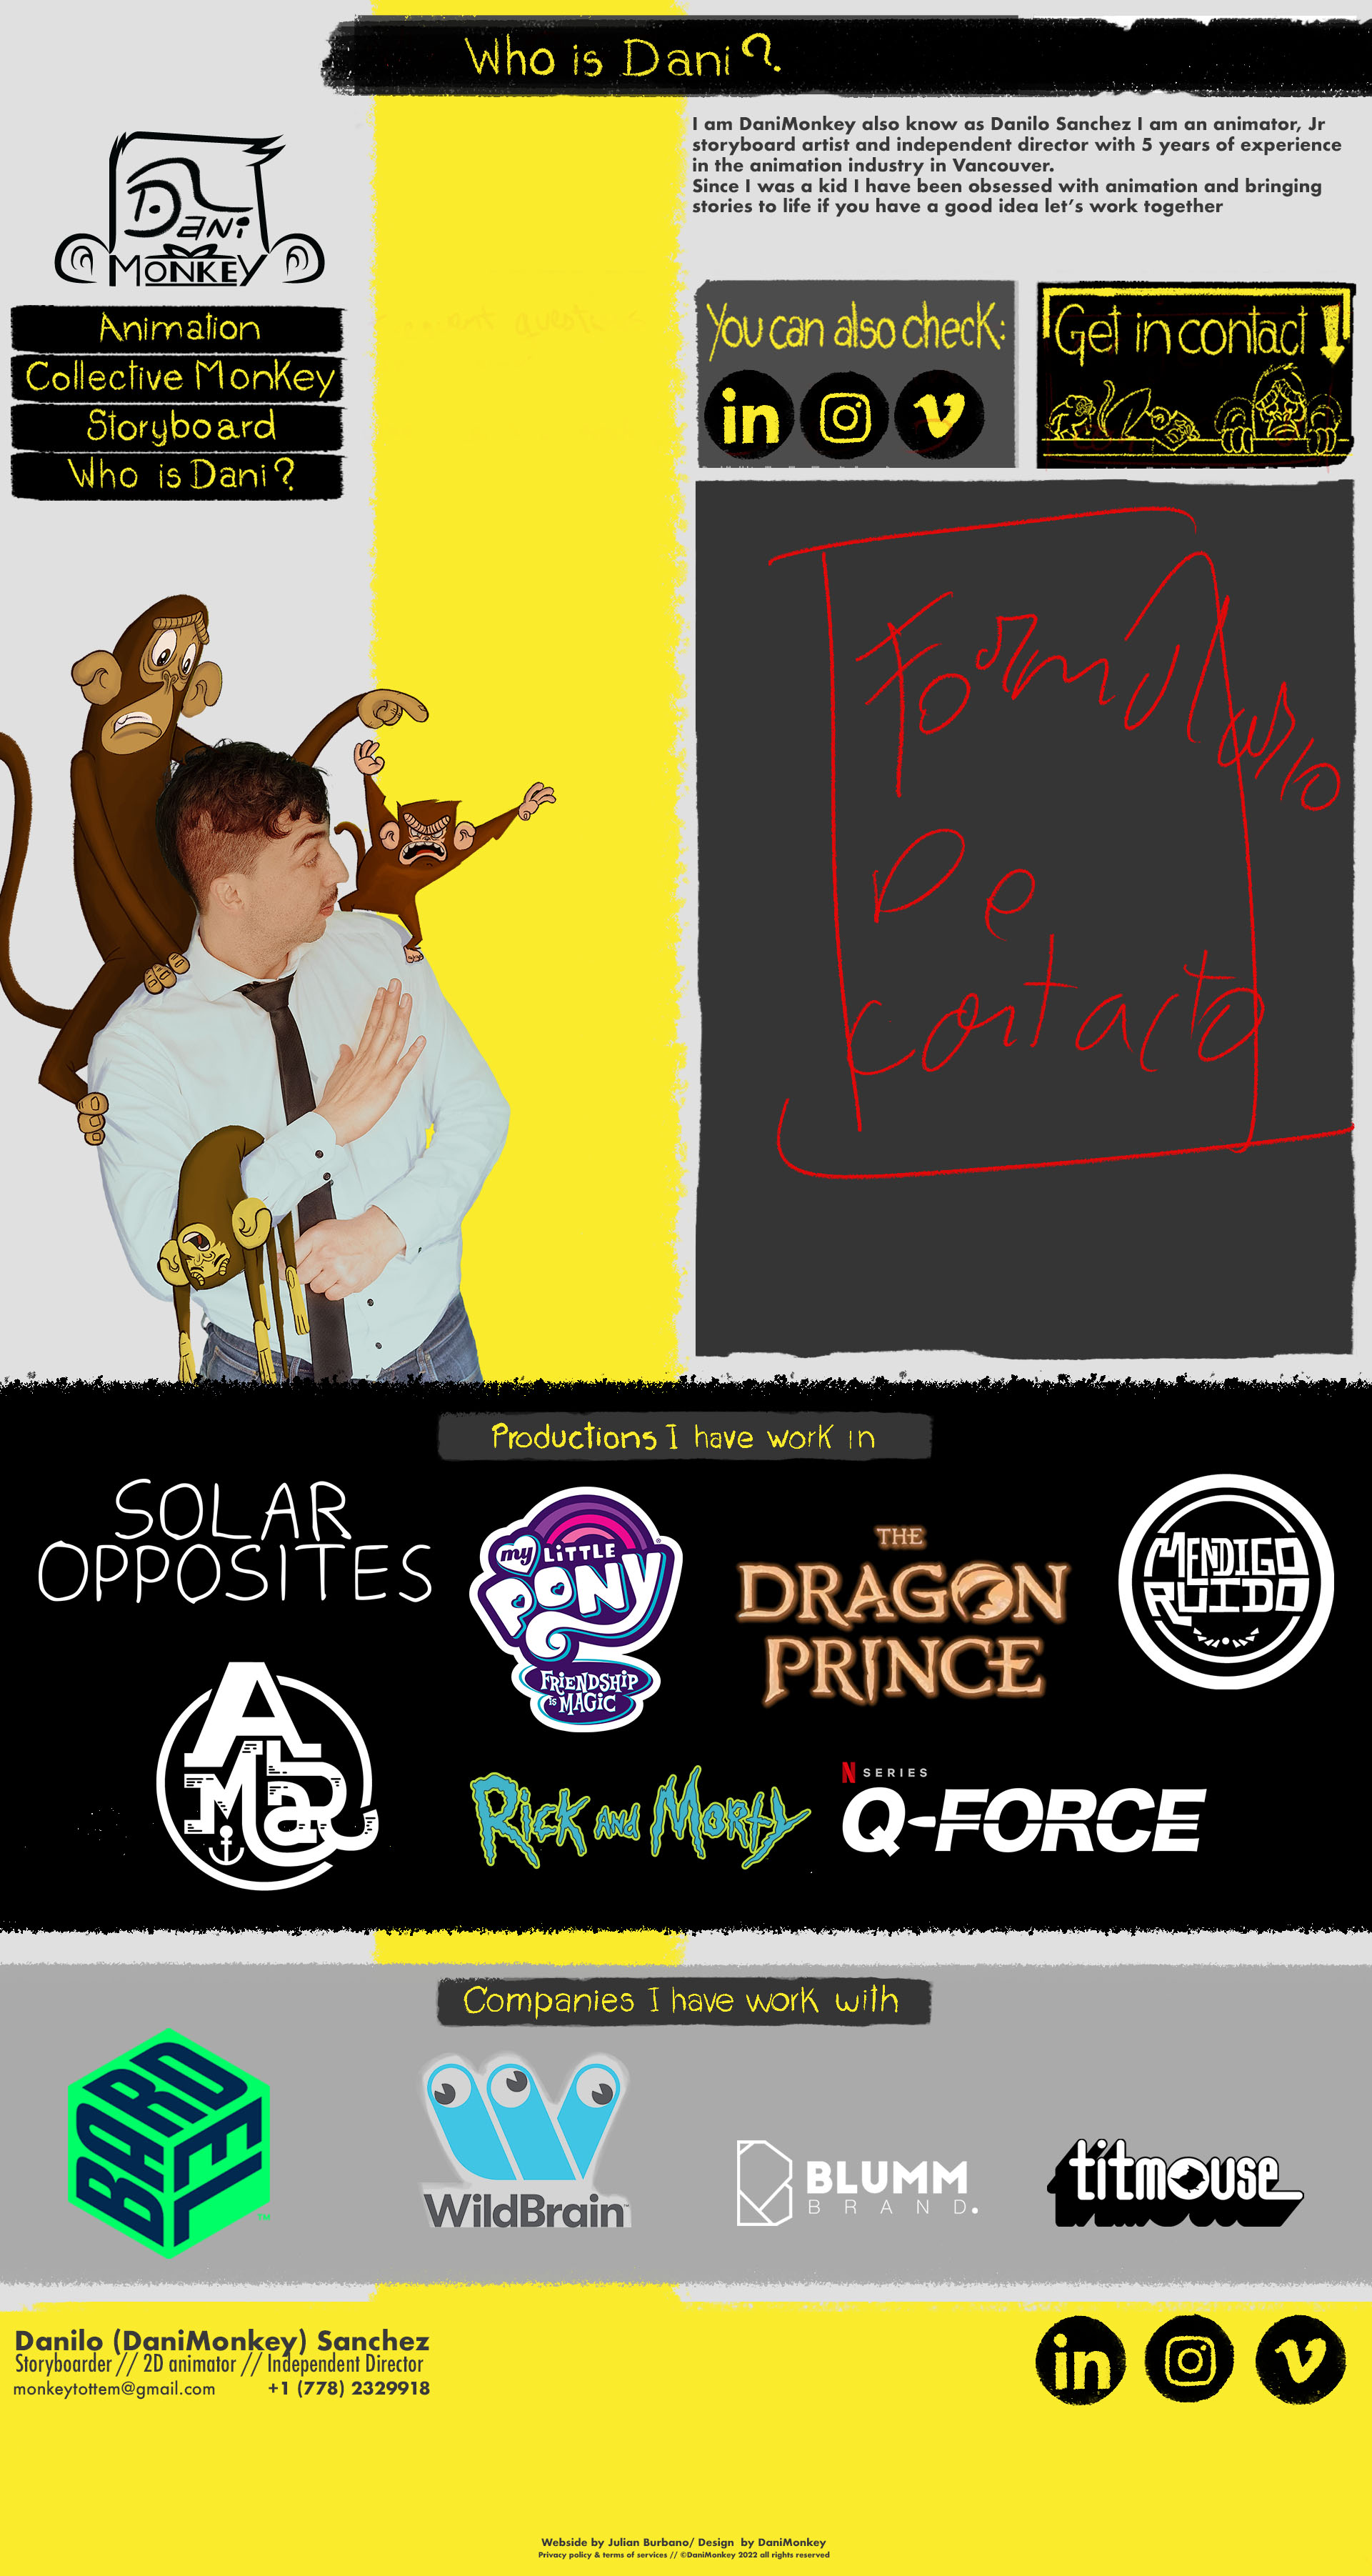 Who is Dani?
I am DaniMonkey also know as Danilo Sanchez I am an animator, Jr
storyboard artist and independent director with 5 years of experience
in the animation industry in Vancouver.
Since I was a kid I have been obsessed with animation and bringing
stories to life if you have a good idea let's work together
Dani
MONKEY
Animation
Collective Monkey
Storyboard
Who is Dani?
You can also check:
in
Get in contact
Formulario
De
contacto
Productions I have work in
SOLAR
OPPOSITES
my LITTLE
PONY
FRIENDSHIP
IS MAGIC
THE
DRAGON
PRINCE
MENDIGO
RUIDO
A
MaR
RICK AND MORTY
N SERIES
Q-FORCE
Companies I have work with
BARDEL
WildBrain
BLUMM
BRAND.
titmouse
Danilo (DaniMonkey) Sanchez
Storyboarder // 2D animator // Independent Director
monkeytottem@gmail.com +1 (778) 2329918
in
Webside by Julian Burbano/ Design by DaniMonkey
Privacy policy & terms of services // ©DaniMonkey 2022 all rights reserved